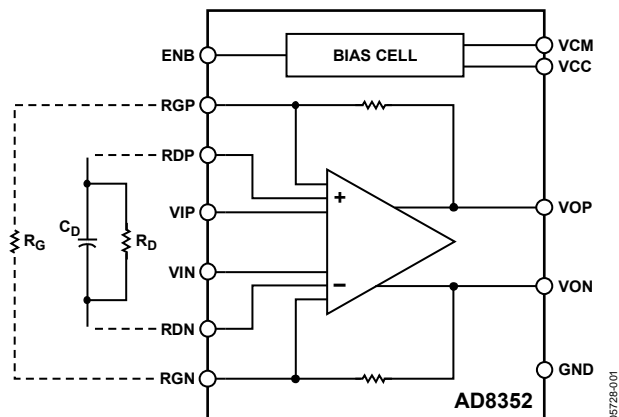 ENB
BIAS CELL
VCM
VCC
RGP
RDP
CD
RD
RG
VIP
+
VOP
VIN
−
VON
RDN
RGN
GND
AD8352
05728-001